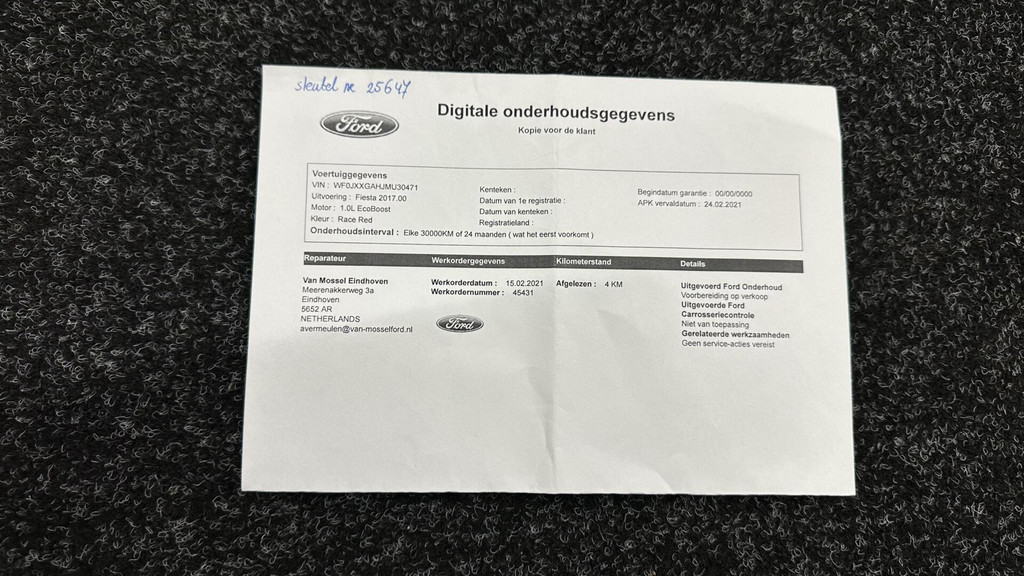 sleutel nr 25647
Ford
Digitale onderhoudsgegevens
Kopie voor de klant
Voertuiggegevens
VIN : WF0JXXGAHJMU30471
Uitvoering : Fiesta 2017.00
Motor : 1.0L EcoBoost
Kleur : Race Red
Kenteken :
Datum van 1e registratie :
Datum van kenteken :
Registratieland :
Begindatum garantie : 00/00/0000
APK vervaldatum : 24.02.2021
Onderhoudsinterval : Elke 30000KM of 24 maanden ( wat het eerst voorkomt )
Reparateur Werkordergegevens Kilometerstand Details
Van Mossel Eindhoven
Meerenakkerweg 3a
Eindhoven
5652 AR
NETHERLANDS
avermeulen@van-mosselford.nl
Werkorderdatum : 15.02.2021
Werkordernummer : 45431
Ford
Afgelezen : 4 KM
Uitgevoerd Ford Onderhoud
Voorbereiding op verkoop
Uitgevoerde Ford
Carrosseriecontrole
Niet van toepassing
Gerelateerde werkzaamheden
Geen service-acties vereist